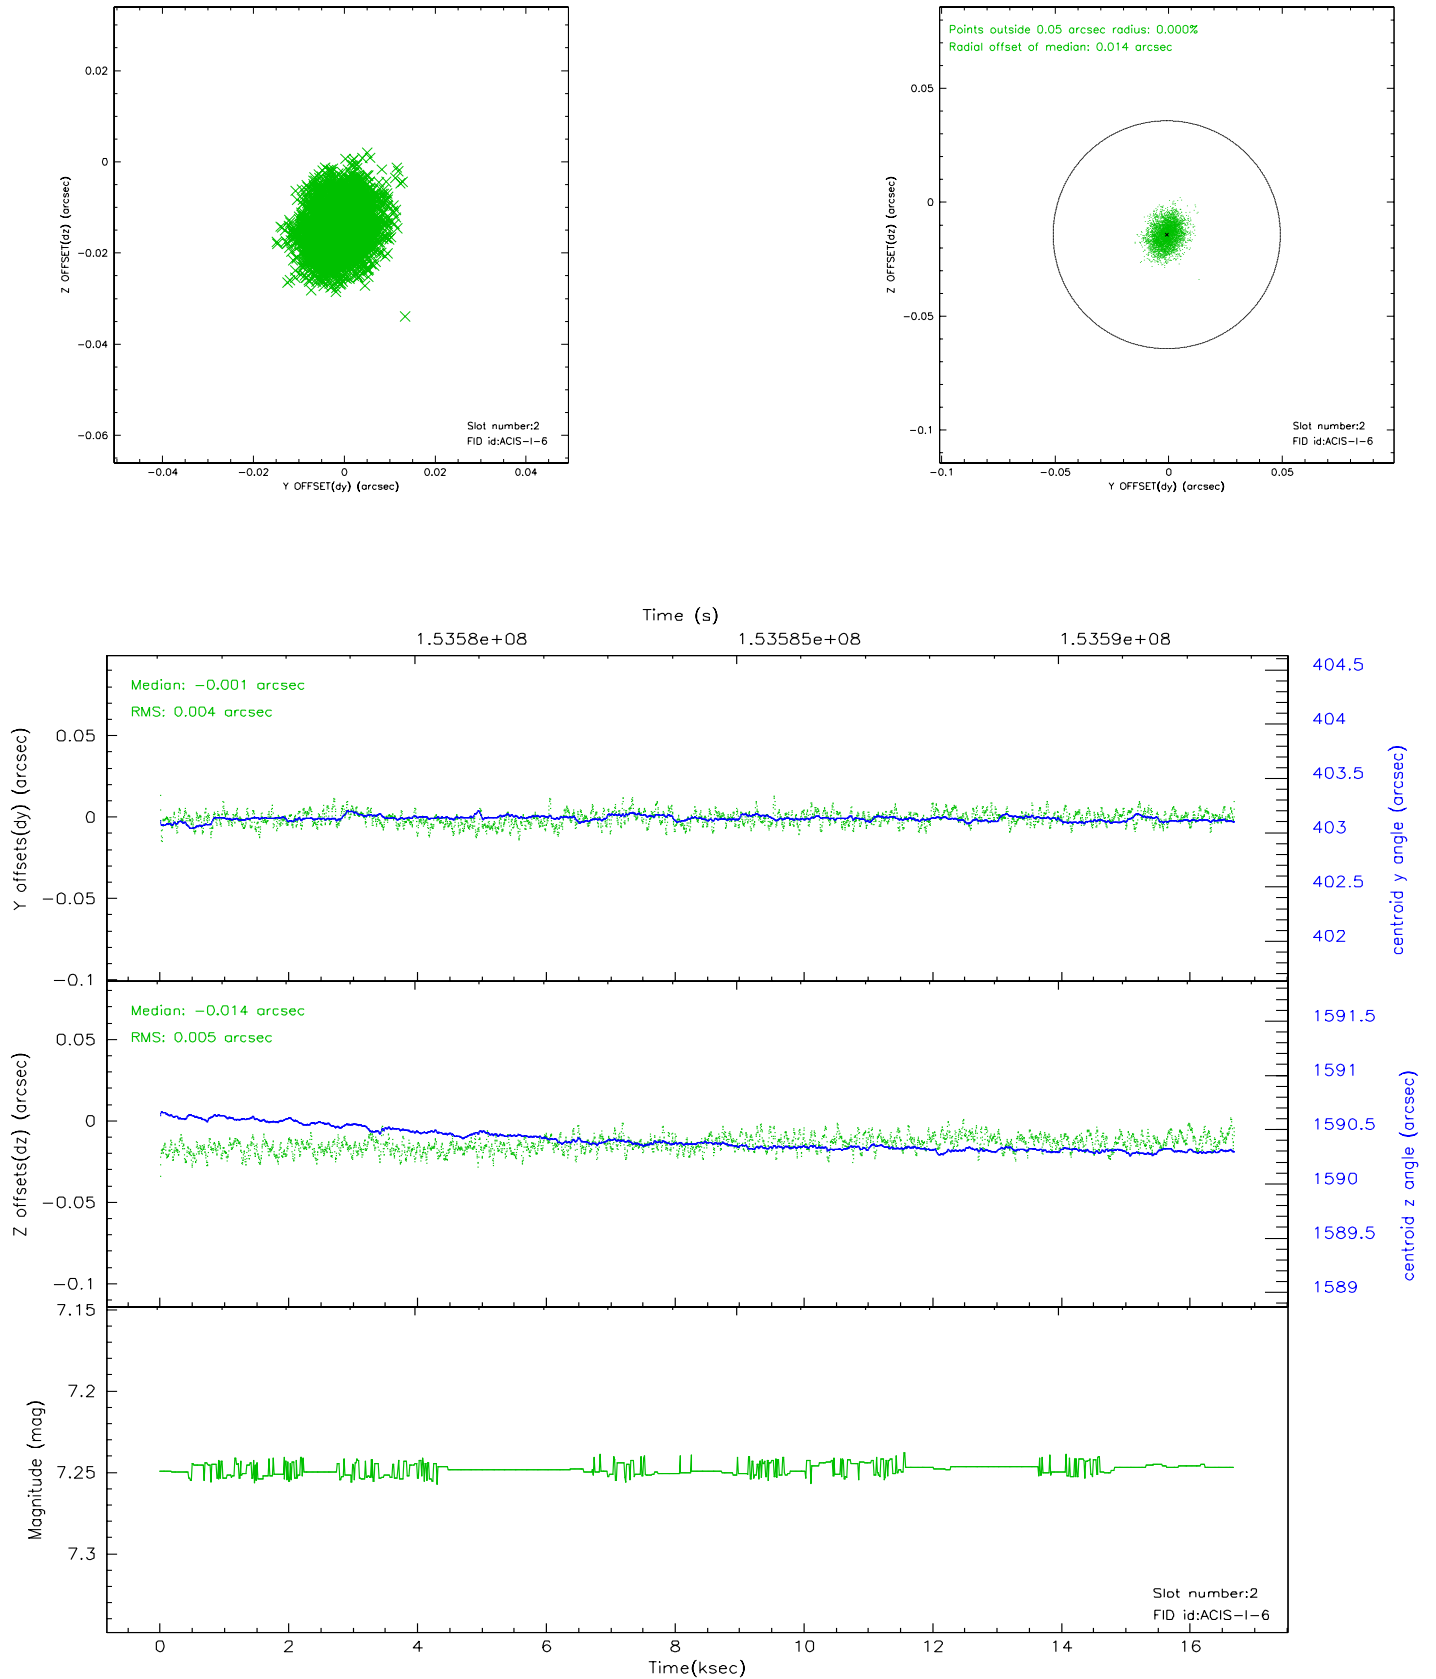 0.02
0
-0.02
-0.04
-0.06
Z OFFSET(dz) (arcsec)
Slot number:2
FID id:ACIS-I-6
-0.04 -0.02 0 0.02 0.04
Y OFFSET(dy) (arcsec)
Points outside 0.05 arcsec radius: 0.000%
Radial offset of median: 0.014 arcsec
0.05
0
-0.05
-0.1
Z OFFSET(dz) (arcsec)
Slot number:2
FID id:ACIS-I-6
-0.1 -0.05 0 0.05
Y OFFSET(dy) (arcsec)
Time (s)
1.5358e+08 1.53585e+08 1.5359e+08
Median: -0.001 arcsec
RMS: 0.004 arcsec
0.05
0
-0.05
-0.1
Y offsets(dy) (arcsec)
404.5
404
403.5
403
402.5
402
centroid y angle (arcsec)
Median: -0.014 arcsec
RMS: 0.005 arcsec
0.05
0
-0.05
-0.1
Z offsets(dz) (arcsec)
1591.5
1591
1590.5
1590
1589.5
1589
centroid z angle (arcsec)
7.15
7.2
7.25
7.3
Magnitude (mag)
Slot number:2
FID id:ACIS-I-6
0 2 4 6 8 10 12 14 16
Time(ksec)